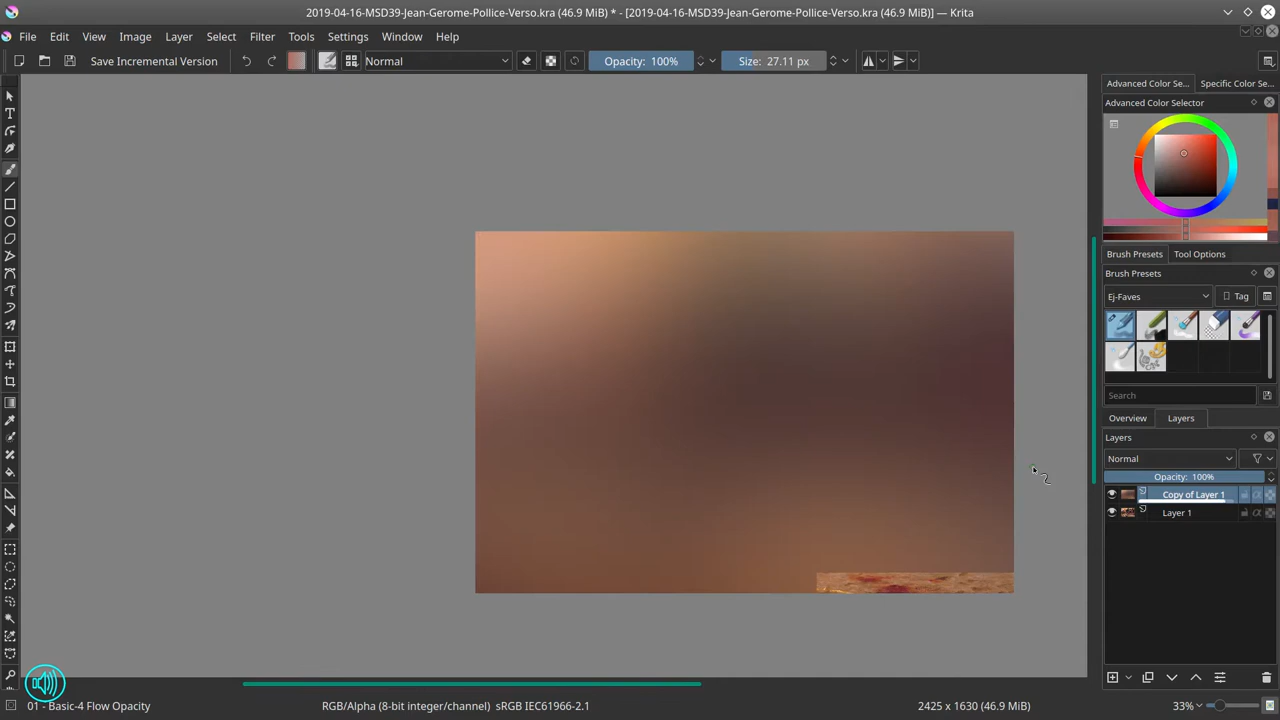 2019-04-16-MSD39-Jean-Gerome-Pollice-Verso.kra (46.9 MiB) * - [2019-04-16-MSD39-Jean-Gerome-Pollice-Verso.kra (46.9 MiB)] — Krita
File Edit View Image Layer Select Filter Tools Settings Window Help
Save Incremental Version Normal Opacity: 100% Size: 27.11 px
Advanced Color Se... Specific Color Se...
Advanced Color Selector
Brush Presets Tool Options
Brush Presets
Ej-Faves Tag
Search
Overview Layers
Layers
Normal
Opacity: 100%
Copy of Layer 1
Layer 1
01 - Basic-4 Flow Opacity RGB/Alpha (8-bit integer/channel) sRGB IEC61966-2.1 2425 x 1630 (46.9 MiB) 33%